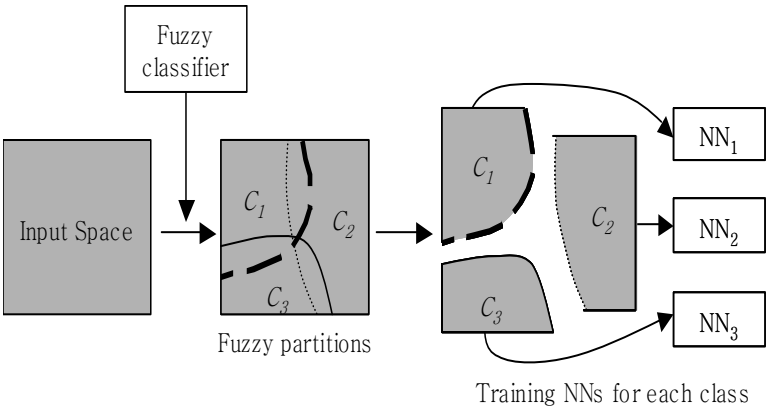 Fuzzy
classifier
Input Space
C₁
C₂
C₃
Fuzzy partitions
C₁
C₂
C₃
NN₁
NN₂
NN₃
Training NNs for each class